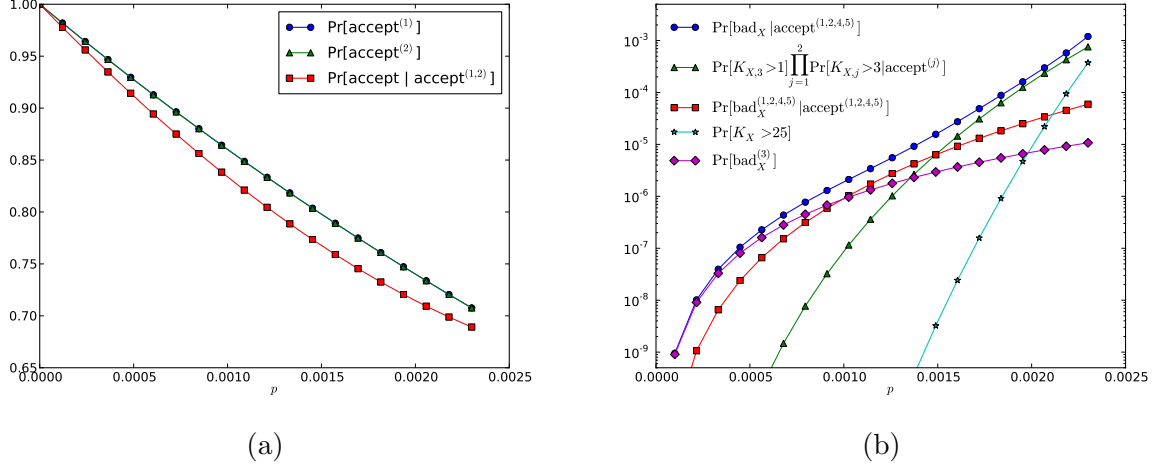 1.00
0.95
0.90
0.85
0.80
0.75
0.70
0.65
0.0000 0.0005 0.0010 0.0015 0.0020 0.0025
p
Pr[accept^(1)]
Pr[accept^(2)]
Pr[accept | accept^(1,2)]
(a)
10^-3
10^-4
10^-5
10^-6
10^-7
10^-8
10^-9
0.0000 0.0005 0.0010 0.0015 0.0020 0.0025
p
Pr[bad_X |accept^(1,2,4,5)]
Pr[K_X,3 >1]∏_{j=1}^{2}Pr[K_X,j >3|accept^(j)]
Pr[bad_X^(1,2,4,5)|accept^(1,2,4,5)]
Pr[K_X >25]
Pr[bad_X^(3)]
(b)